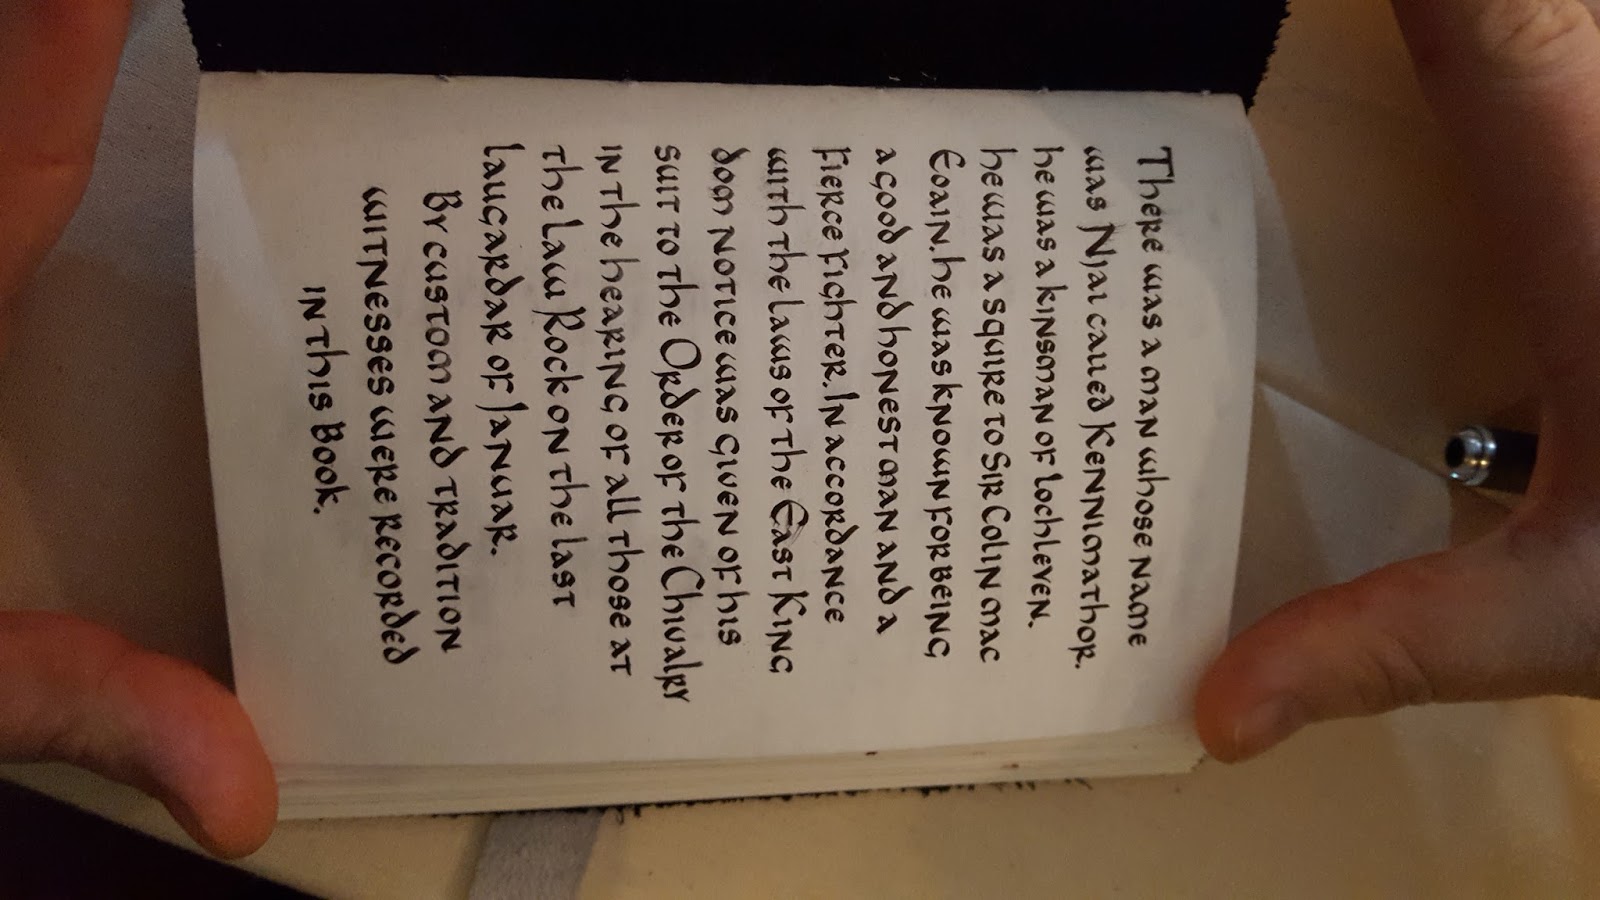 There was a man whose name
was Njal called Kennimathor.
he was a kinsman of lochleven.
he was a squire to Sir Colin mac
Eoain. he was known for being
a good and honest man and a
fierce fighter. In accordance
with the laws of the East King
dom notice was given of his
suit to the Order of the Chivalry
in the hearing of all those at
the law Rock on the last
laugardar of Januar.
By custom and tradition
witnesses were recorded
in this Book.